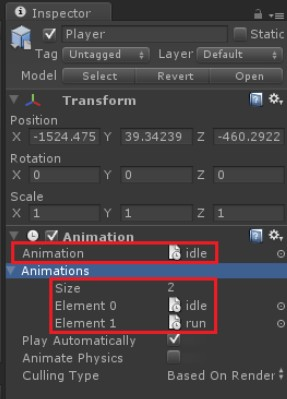 Inspector
Player Static
Tag Untagged Layer Default
Model Select Revert Open
Transform
Position
X -1524.475 Y 39.34239 Z -460.2922
Rotation
X 0 Y 0 Z 0
Scale
X 1 Y 1 Z 1
Animation
Animation idle
Animations
Size 2
Element 0 idle
Element 1 run
Play Automatically
Animate Physics
Culling Type Based On Render